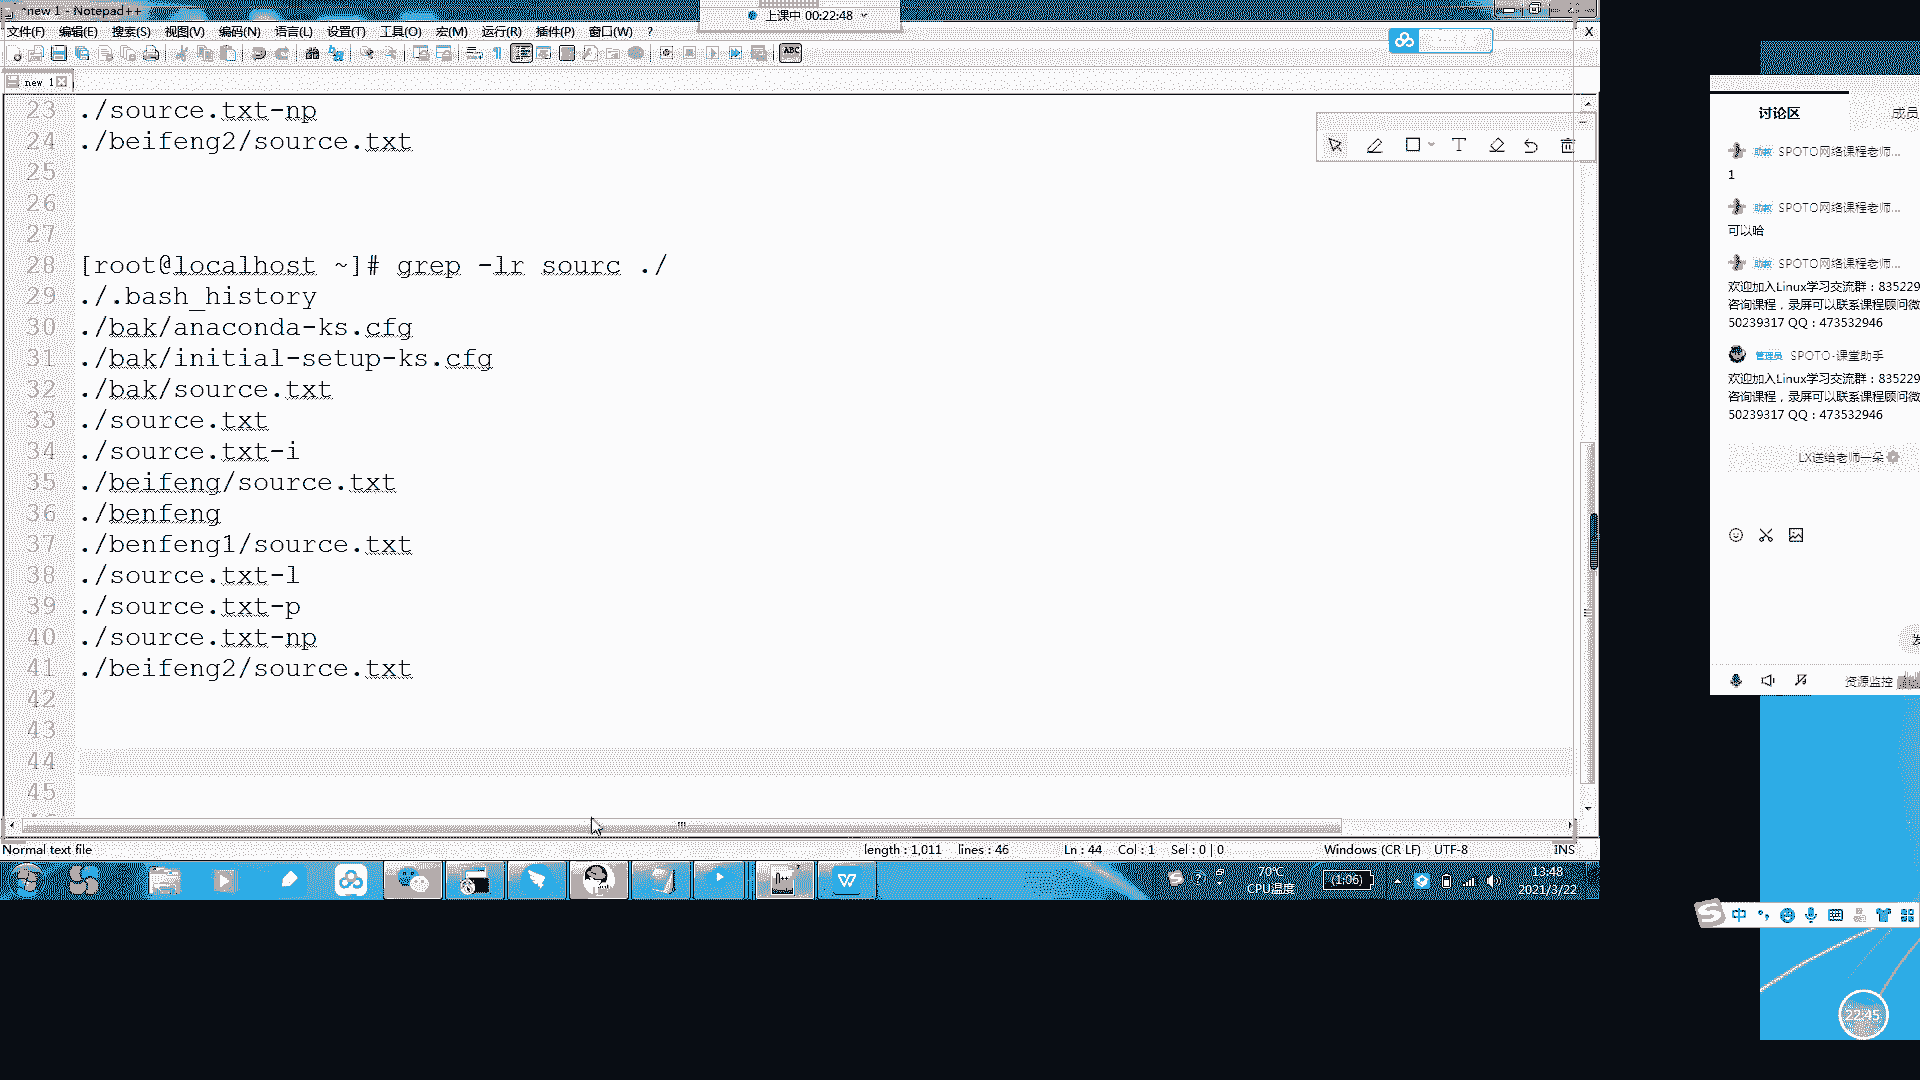 *new 1 - Notepad++
上课中 00:22:48
文件(F) 编辑(E) 搜索(S) 视图(V) 编码(N) 语言(L) 设置(T) 工具(O) 宏(M) 运行(R) 插件(P) 窗口(W) ?
X
ABC
new 1
23 ./source.txt-np
24 ./beifeng2/source.txt
25
26
27
28 [root@localhost ~]# grep -lr sourc ./
29 ./.bash_history
30 ./bak/anaconda-ks.cfg
31 ./bak/initial-setup-ks.cfg
32 ./bak/source.txt
33 ./source.txt
34 ./source.txt-i
35 ./beifeng/source.txt
36 ./benfeng
37 ./benfeng1/source.txt
38 ./source.txt-l
39 ./source.txt-p
40 ./source.txt-np
41 ./beifeng2/source.txt
42
43
44
45
Normal text file length : 1,011 lines : 46 Ln : 44 Col : 1 Sel : 0 | 0 Windows (CR LF) UTF-8 INS
70℃
CPU温度
(1:06)
13:48
2021/3/22
讨论区 成员
助教 SPOTO网络课程老师...
1
助教 SPOTO网络课程老师...
可以哈
助教 SPOTO网络课程老师...
欢迎加入Linux学习交流群：835229
咨询课程，录屏可以联系课程顾问微
50239317 QQ：473532946
管理员 SPOTO-课堂助手
欢迎加入Linux学习交流群：835229
咨询课程，录屏可以联系课程顾问微
50239317 QQ：473532946
LX送给老师一朵
资源监控
中
22:45